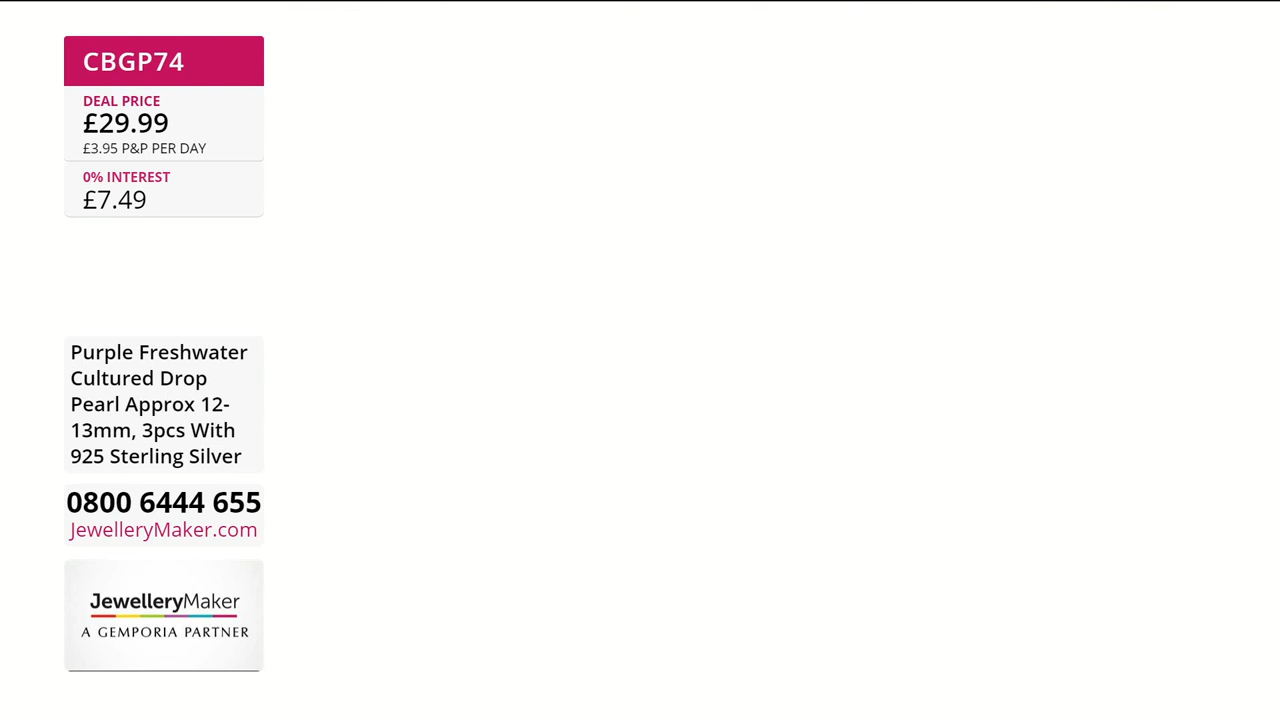 CBGP74
DEAL PRICE
£29.99
£3.95 P&P PER DAY
0% INTEREST
£7.49
Purple Freshwater
Cultured Drop
Pearl Approx 12-
13mm, 3pcs With
925 Sterling Silver
0800 6444 655
JewelleryMaker.com
JewelleryMaker
A GEMPORIA PARTNER